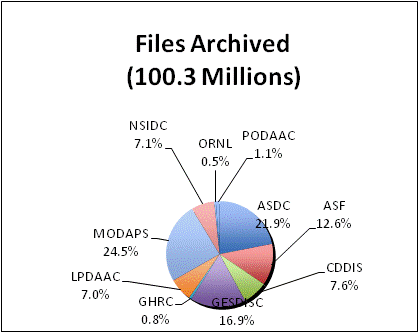 Files Archived
(100.3 Millions)
NSIDC
7.1%
ORNL
0.5%
PODAAC
1.1%
ASDC
21.9%
ASF
12.6%
MODAPS
24.5%
CDDIS
7.6%
LPDAAC
7.0%
GHRC
0.8%
GESDISC
16.9%